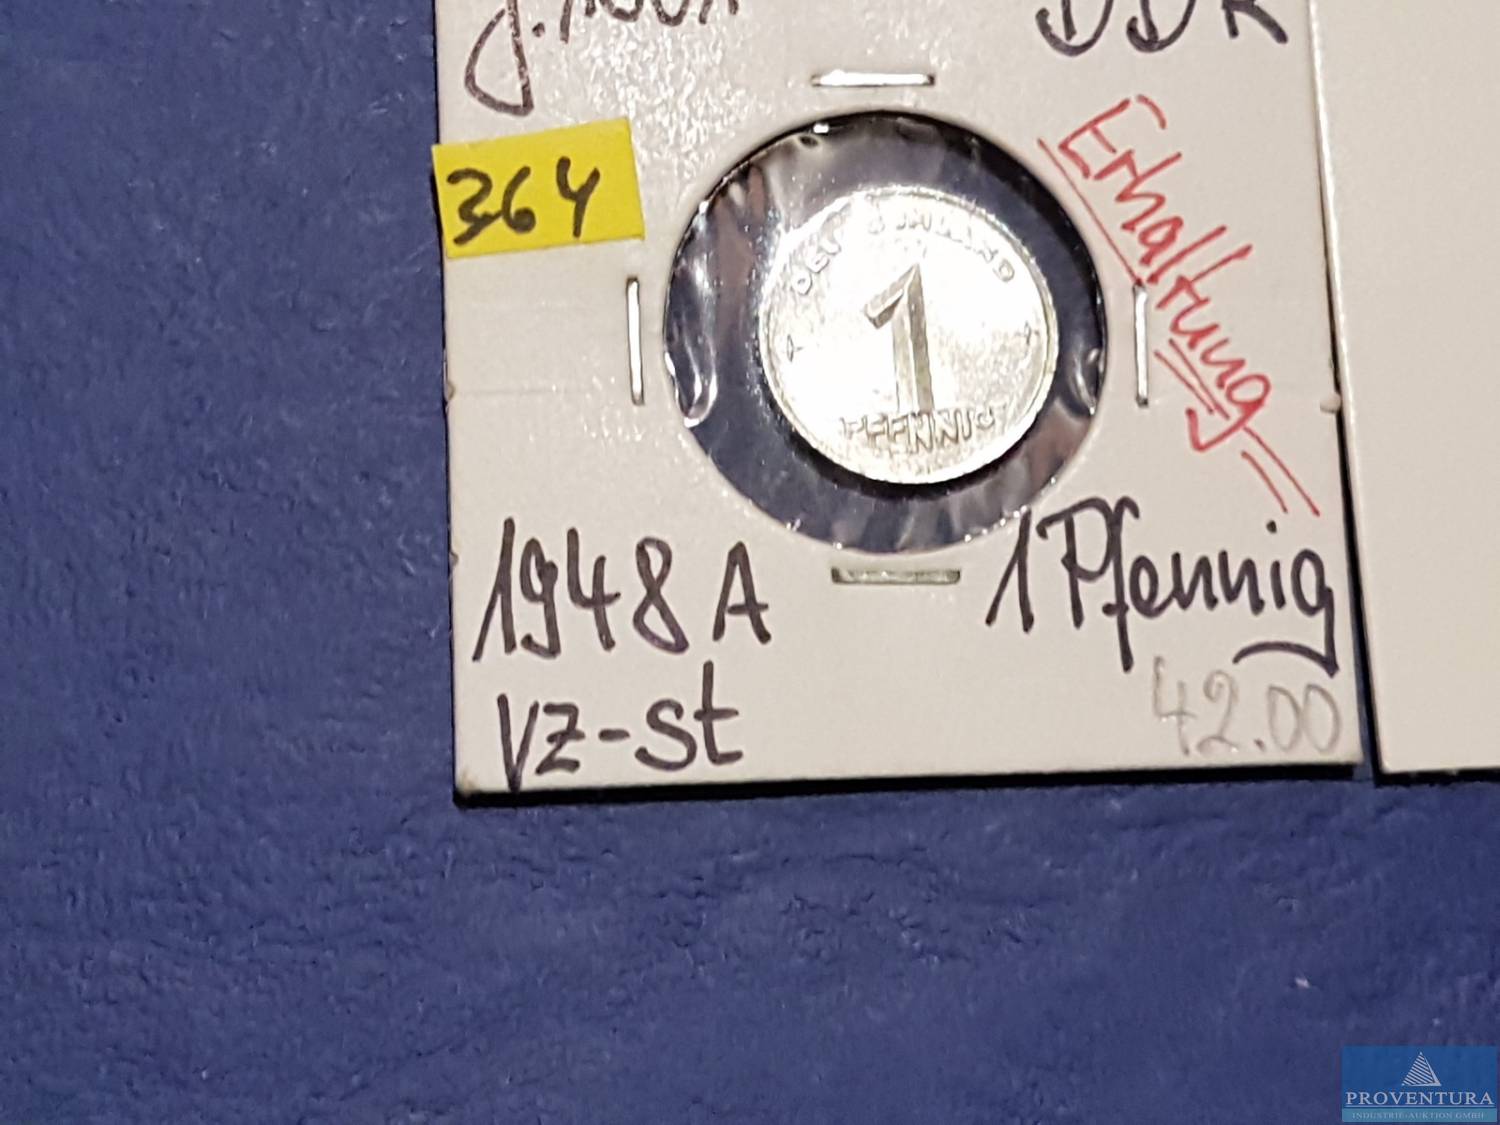 DDR
364
Erhaltung
DEUTSCHLAND
1
PFENNIG
1948 A
1 Pfennig
vz-st
42.00
PROVENTURA
INDUSTRIE-AUKTION GMBH